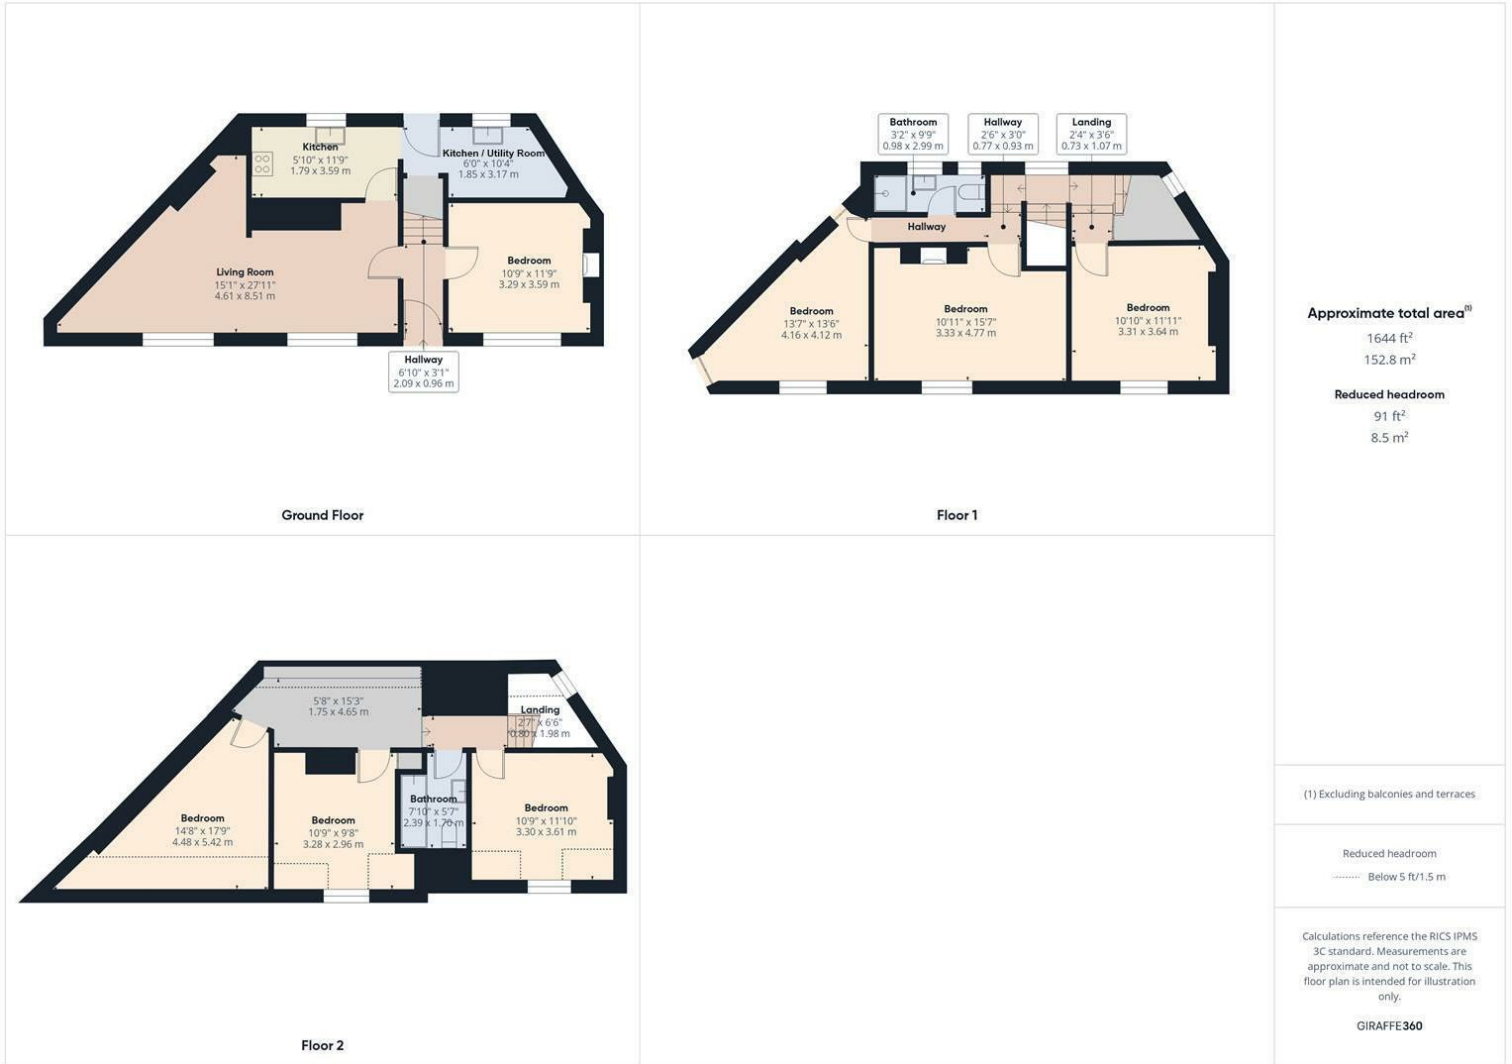 Kitchen
5'10" x 11'9"
1.79 x 3.59 m
Kitchen / Utility Room
6'0" x 10'4"
1.85 x 3.17 m
Living Room
15'1" x 27'11"
4.61 x 8.51 m
Bedroom
10'9" x 11'9"
3.29 x 3.59 m
Hallway
6'10" x 3'1"
2.09 x 0.96 m
Ground Floor
Bathroom
3'2" x 9'9"
0.98 x 2.99 m
Hallway
2'6" x 3'0"
0.77 x 0.93 m
Landing
2'4" x 3'6"
0.73 x 1.07 m
Hallway
Bedroom
13'7" x 13'6"
4.16 x 4.12 m
Bedroom
10'11" x 15'7"
3.33 x 4.77 m
Bedroom
10'10" x 11'11"
3.31 x 3.64 m
Floor 1
5'8" x 15'3"
1.75 x 4.65 m
Landing
2'7" x 6'6"
0.80 x 1.98 m
Bedroom
14'8" x 17'9"
4.48 x 5.42 m
Bedroom
10'9" x 9'8"
3.28 x 2.96 m
Bathroom
7'10" x 5'7"
2.39 x 1.70 m
Bedroom
10'9" x 11'10"
3.30 x 3.61 m
Floor 2
Approximate total area(1)
1644 ft²
152.8 m²
Reduced headroom
91 ft²
8.5 m²
(1) Excluding balconies and terraces
Reduced headroom
Below 5 ft/1.5 m
Calculations reference the RICS IPMS
3C standard. Measurements are
approximate and not to scale. This
floor plan is intended for illustration
only.
GIRAFFE360